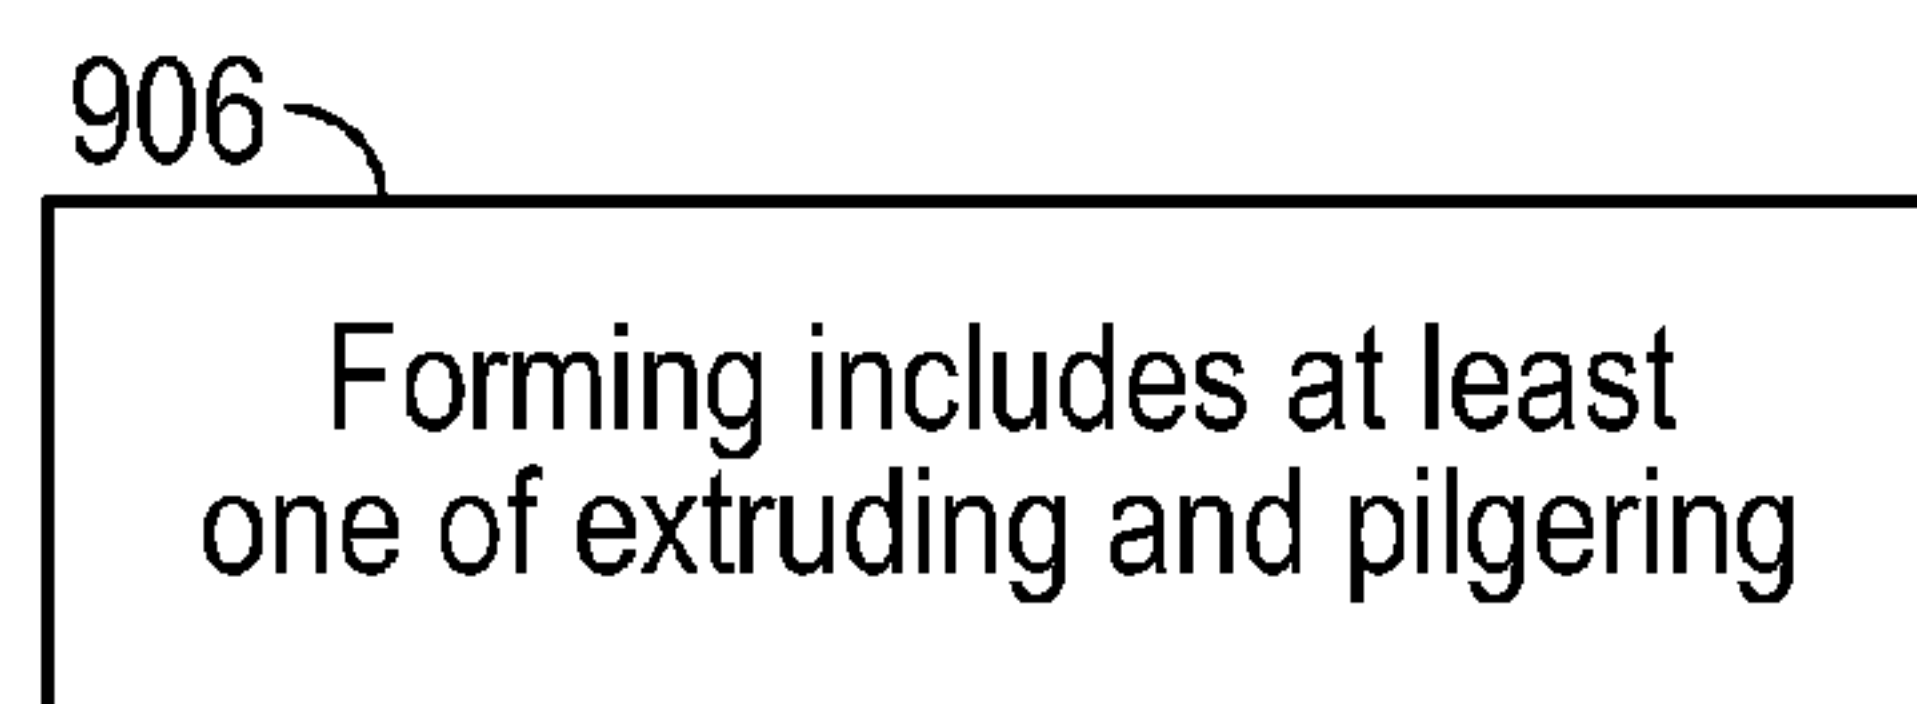 906
Forming includes at least
one of extruding and pilgering